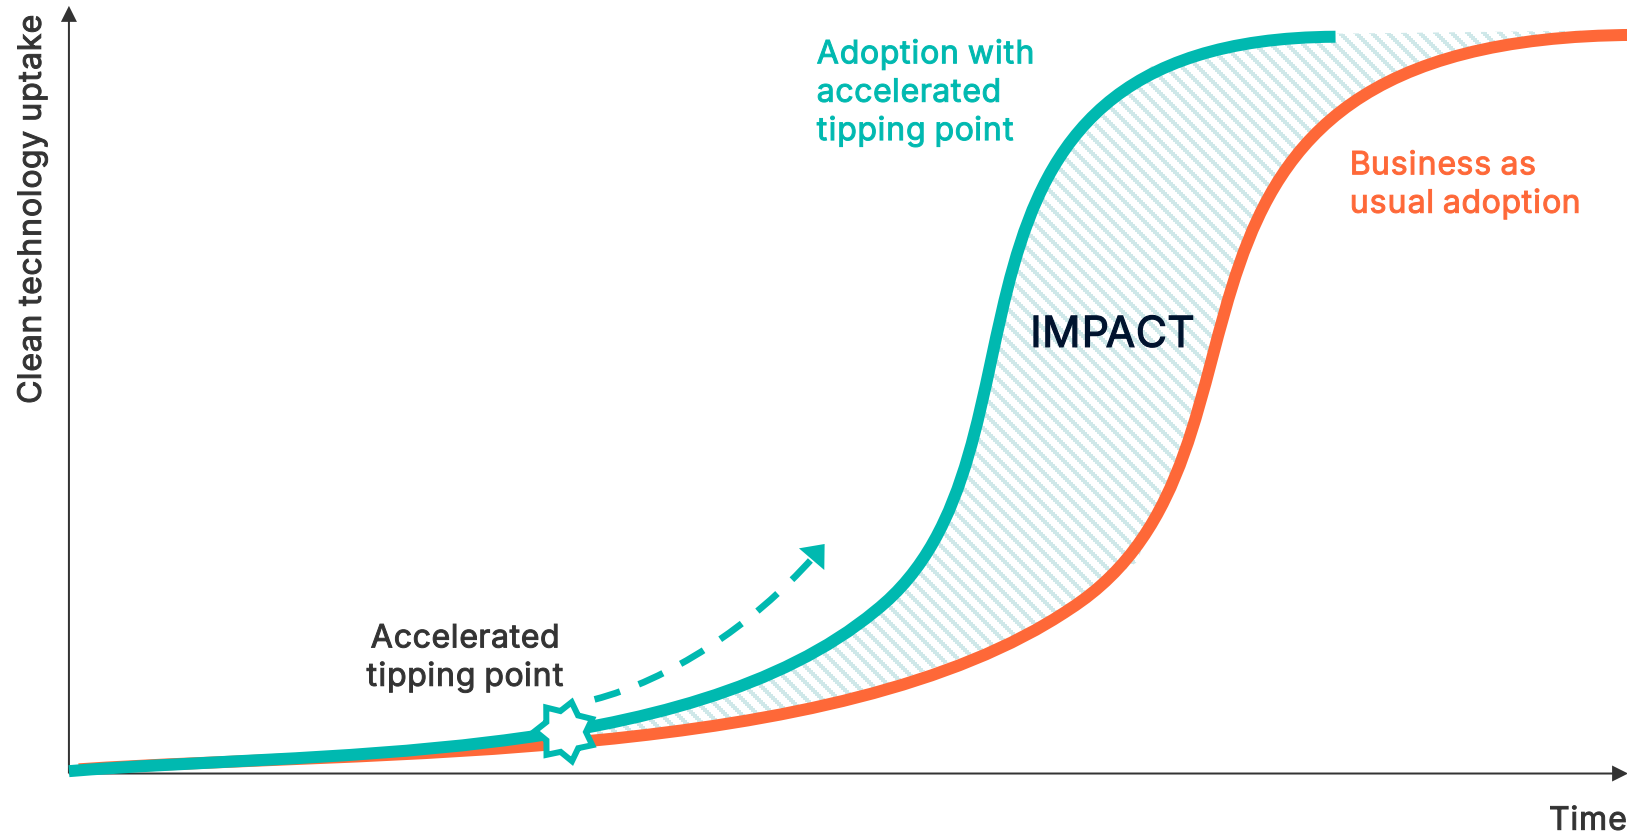 Clean technology uptake
Adoption with
accelerated
tipping point
Business as
usual adoption
IMPACT
Accelerated
tipping point
Time